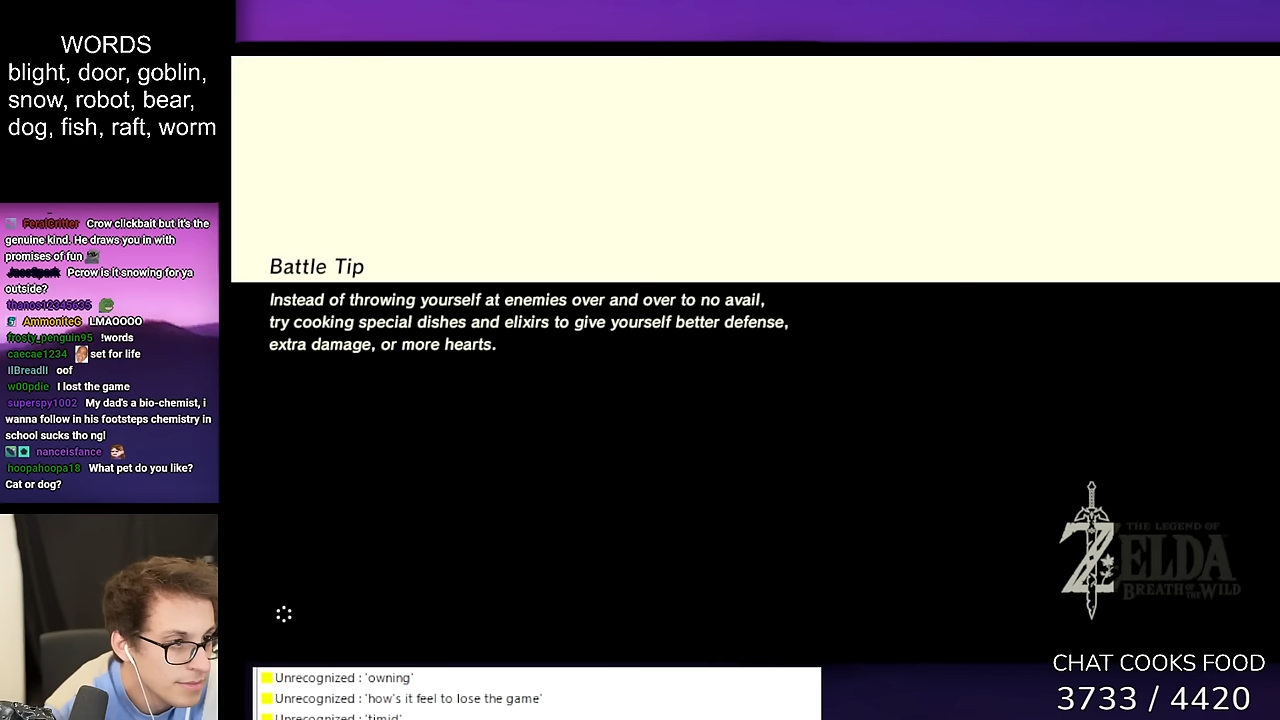 WORDS
blight, door, goblin,
snow, robot, bear,
dog, fish, raft, worm
FeralCritter Crow clickbait but it's the
genuine kind. He draws you in with
promises of fun
Pcrow is it snowing for ya
outside?
thanos12345635
Ammonite6 LMAOOOO
frosty_penguin95 !words
caecae1234 set for life
IlBreadIl oof
w00pdie I lost the game
superspy1002 My dad's a bio-chemist, i
wanna follow in his footsteps chemistry in
school sucks tho ngl
nanceisfance
hoopahoopa18 What pet do you like?
Cat or dog?
Battle Tip
Instead of throwing yourself at enemies over and over to no avail,
try cooking special dishes and elixirs to give yourself better defense,
extra damage, or more hearts.
THE LEGEND OF
ZELDA
BREATH OF THE WILD
CHAT COOKS FOOD
3733 / 4420
Unrecognized : 'owning'
Unrecognized : 'how's it feel to lose the game'
Unrecognized : 'timid'